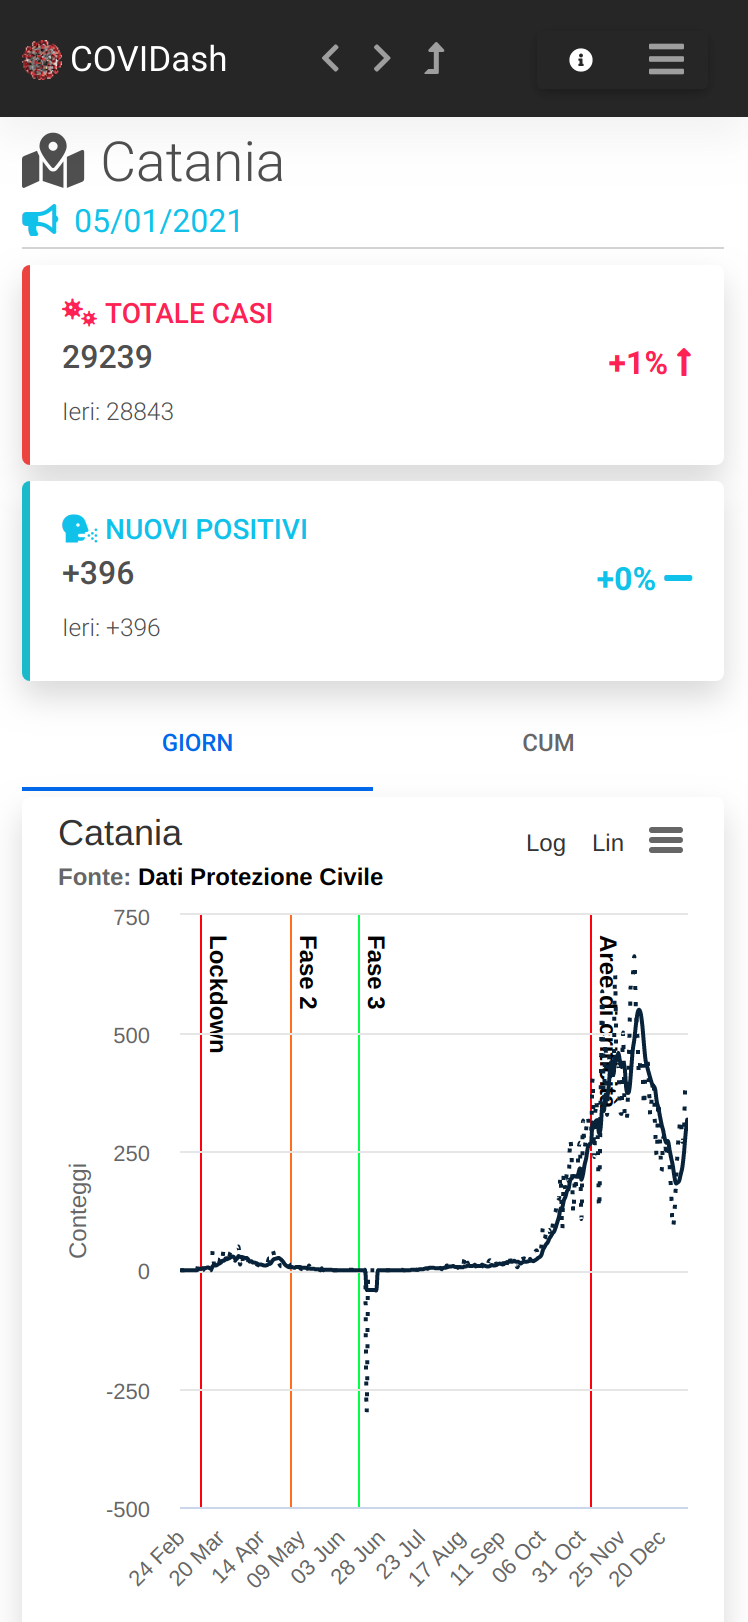 COVIDash
Catania
05/01/2021
TOTALE CASI
29239
+1%
Ieri: 28843
NUOVI POSITIVI
+396
+0%
Ieri: +396
GIORN
CUM
Catania
Log
Lin
Fonte: Dati Protezione Civile
Conteggi
750
500
250
0
-250
-500
Lockdown
Fase 2
Fase 3
Aree di criticità
24 Feb
20 Mar
14 Apr
09 May
03 Jun
28 Jun
23 Jul
17 Aug
11 Sep
06 Oct
31 Oct
25 Nov
20 Dec